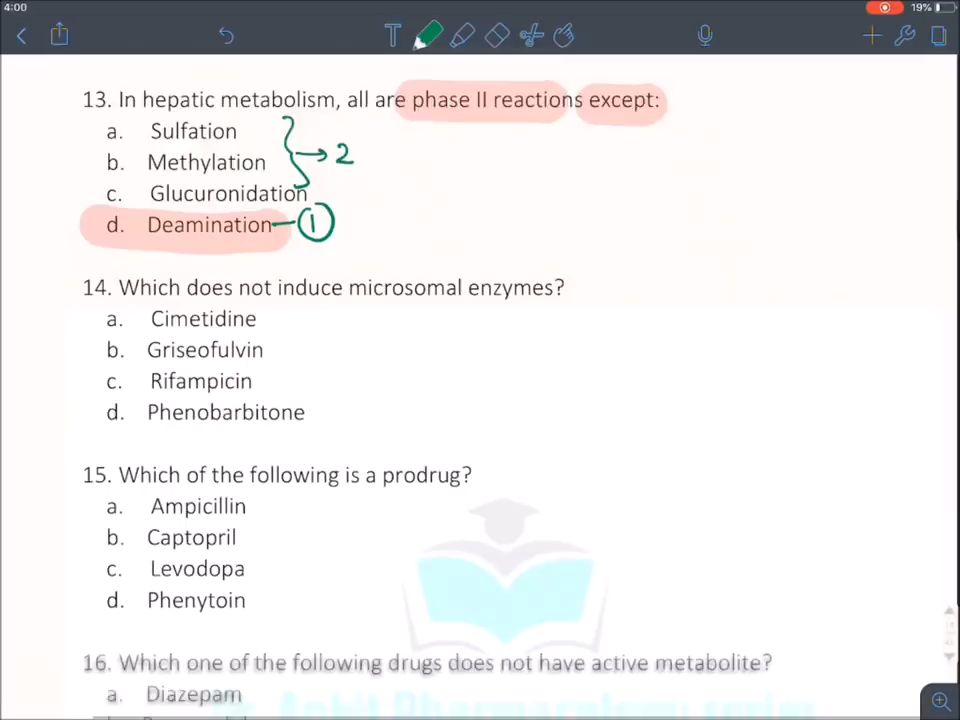 4:00
19%
13. In hepatic metabolism, all are phase II reactions except:
a. Sulfation
b. Methylation
→ 2
c. Glucuronidation
d. Deamination — 1
14. Which does not induce microsomal enzymes?
a. Cimetidine
b. Griseofulvin
c. Rifampicin
d. Phenobarbitone
15. Which of the following is a prodrug?
a. Ampicillin
b. Captopril
c. Levodopa
d. Phenytoin
16. Which one of the following drugs does not have active metabolite?
a. Diazepam